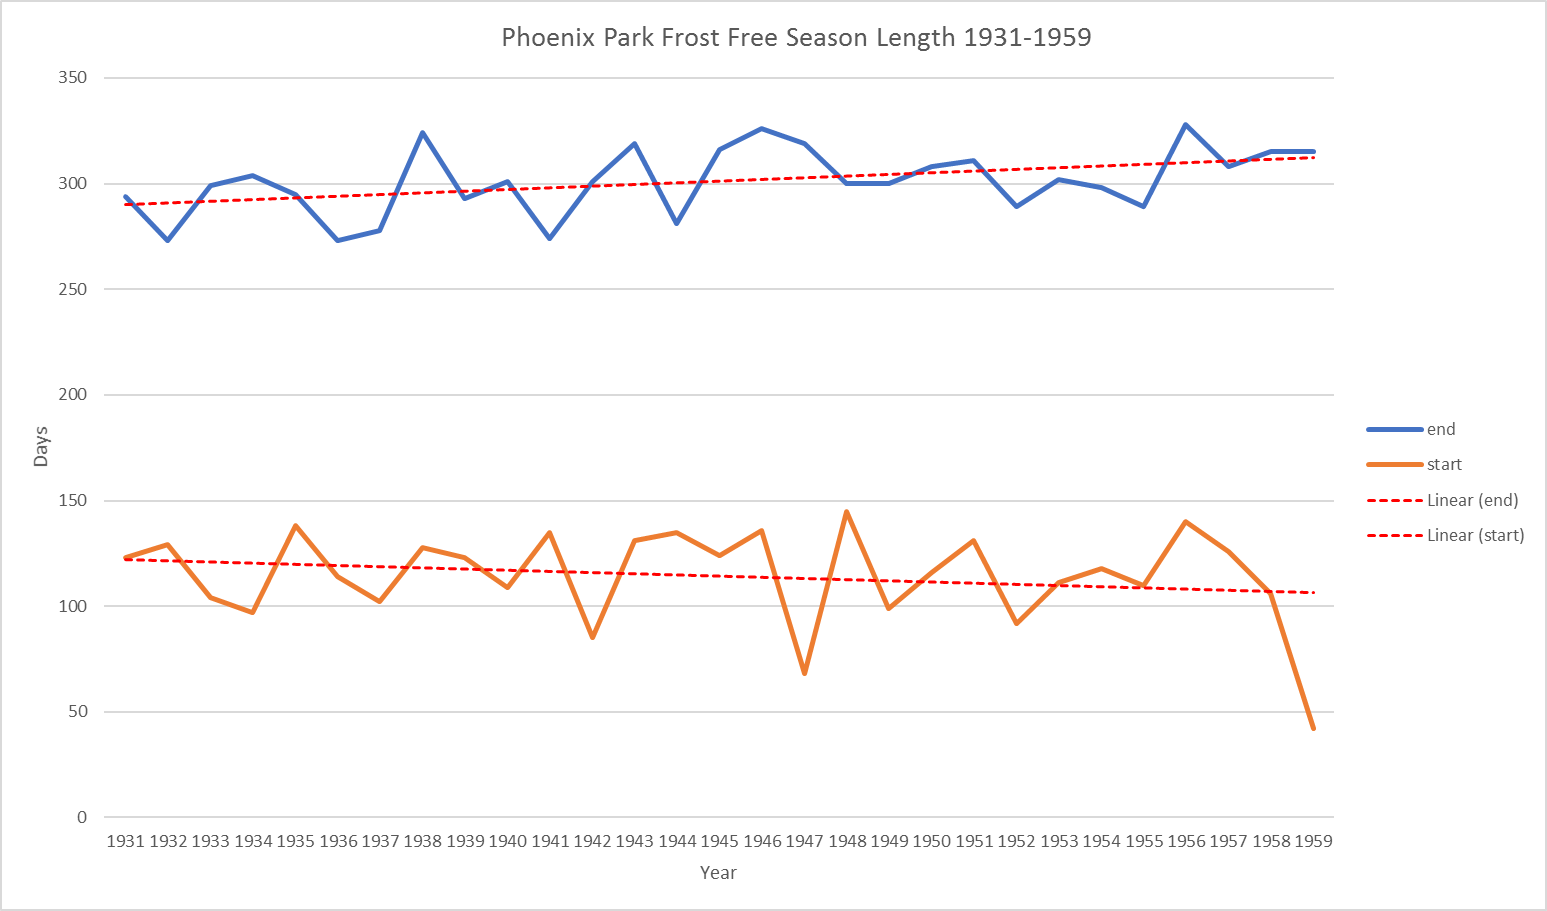 Phoenix Park Frost Free Season Length 1931-1959
350
300
250
200
150
100
50
0
Days
1931 1932 1933 1934 1935 1936 1937 1938 1939 1940 1941 1942 1943 1944 1945 1946 1947 1948 1949 1950 1951 1952 1953 1954 1955 1956 1957 1958 1959
Year
end
start
Linear (end)
Linear (start)